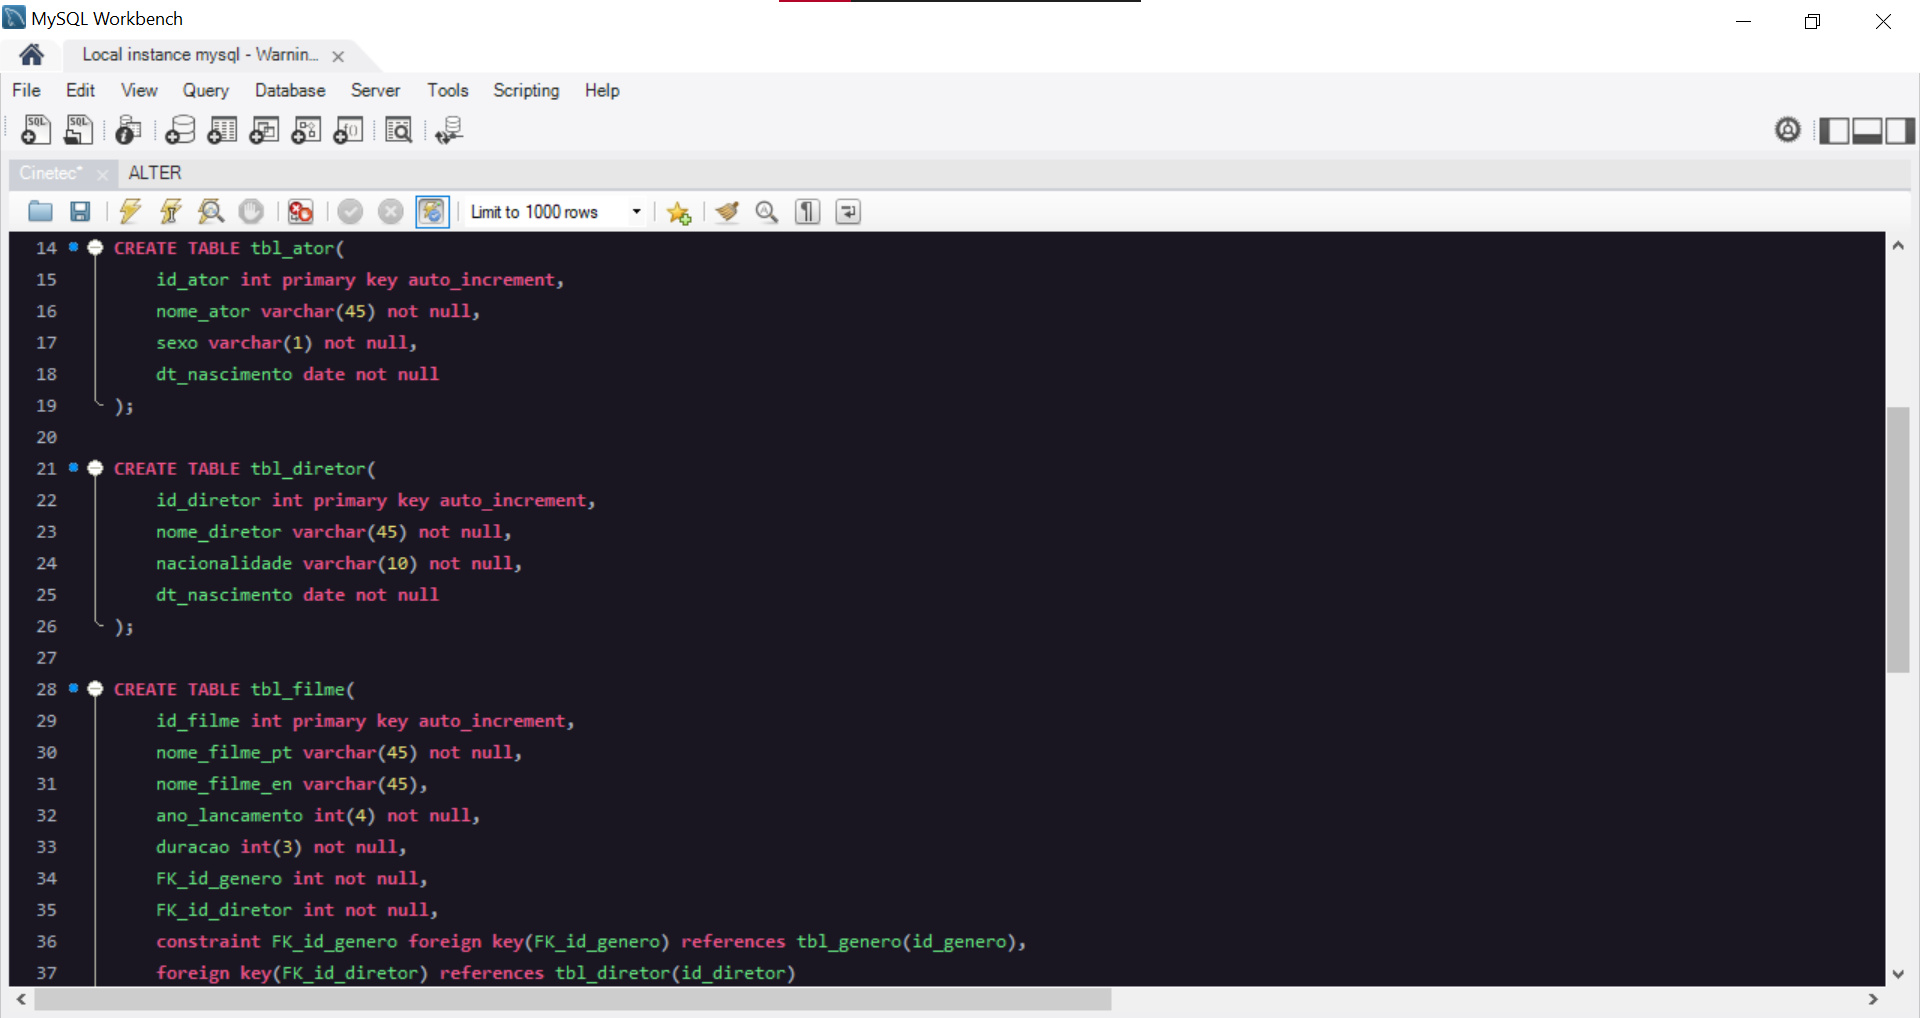 MySQL Workbench
Local instance mysql - Warnin...
File Edit View Query Database Server Tools Scripting Help
SQL SQL
Cinetec* ALTER
Limit to 1000 rows
14 CREATE TABLE tbl_ator(
15 id_ator int primary key auto_increment,
16 nome_ator varchar(45) not null,
17 sexo varchar(1) not null,
18 dt_nascimento date not null
19 );
20
21 CREATE TABLE tbl_diretor(
22 id_diretor int primary key auto_increment,
23 nome_diretor varchar(45) not null,
24 nacionalidade varchar(10) not null,
25 dt_nascimento date not null
26 );
27
28 CREATE TABLE tbl_filme(
29 id_filme int primary key auto_increment,
30 nome_filme_pt varchar(45) not null,
31 nome_filme_en varchar(45),
32 ano_lancamento int(4) not null,
33 duracao int(3) not null,
34 FK_id_genero int not null,
35 FK_id_diretor int not null,
36 constraint FK_id_genero foreign key(FK_id_genero) references tbl_genero(id_genero),
37 foreign key(FK_id_diretor) references tbl_diretor(id_diretor)